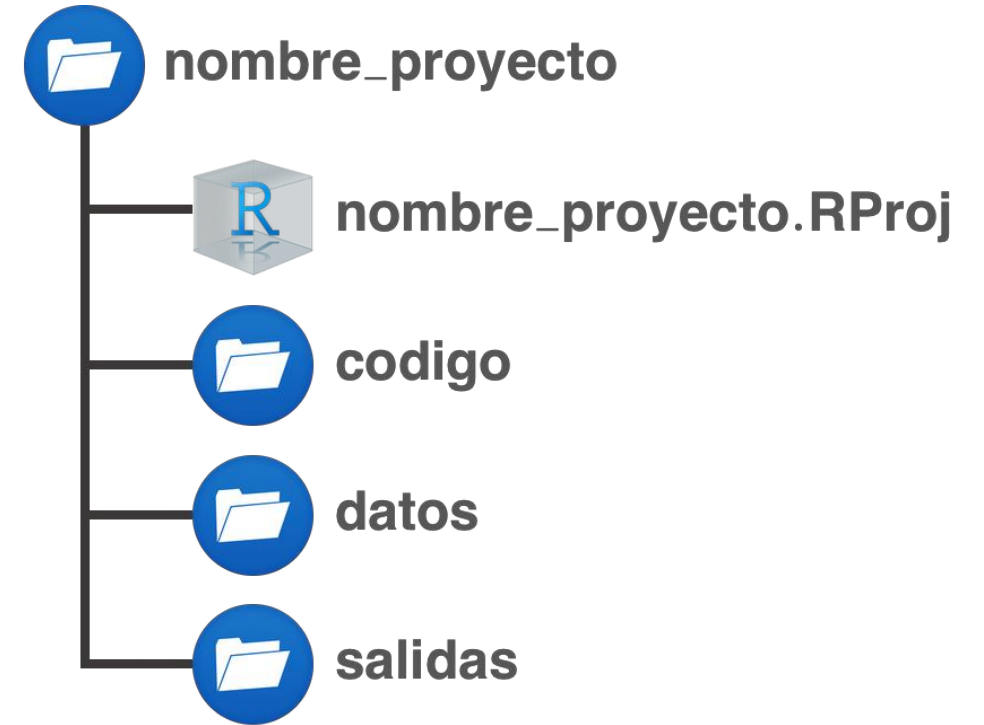 nombre_proyecto
R
nombre_proyecto.RProj
codigo
datos
salidas